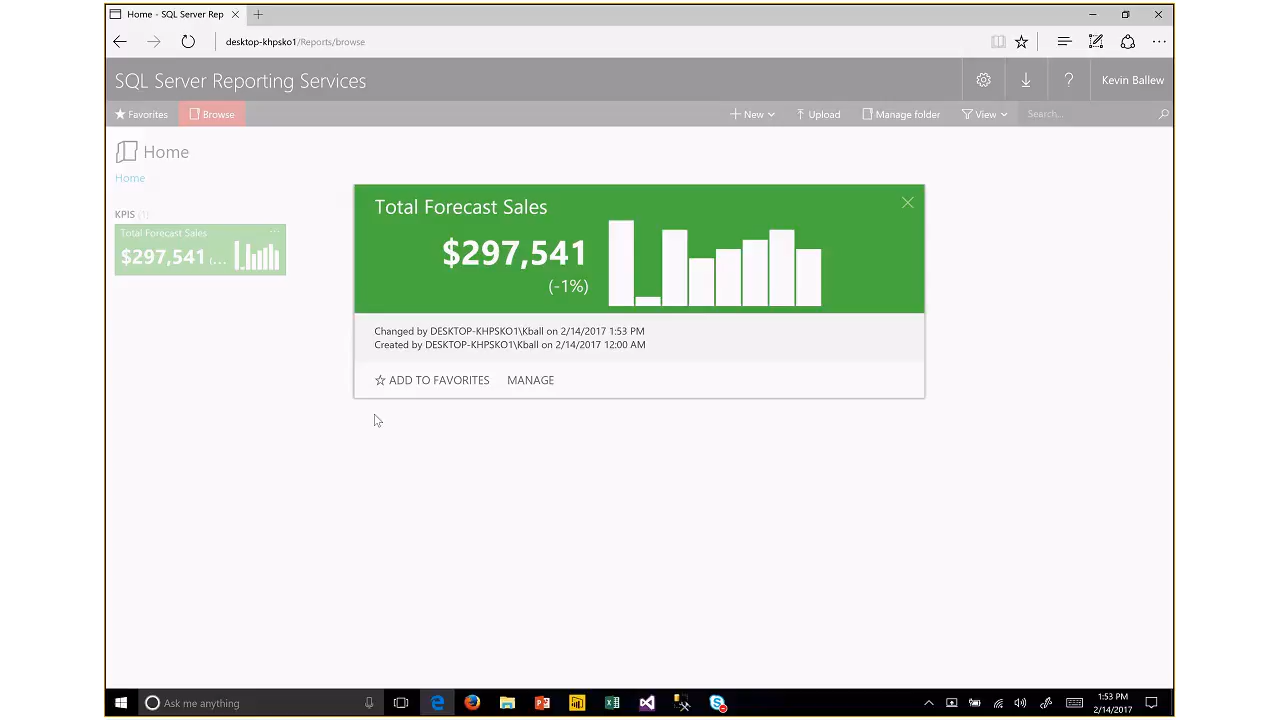 Home - SQL Server Rep
desktop-khpsko1/Reports/browse
SQL Server Reporting Services
Kevin Ballew
Favorites
Browse
New
Upload
Manage folder
View
Search...
Home
Home
KPIS (1)
Total Forecast Sales
$297,541 (...
Total Forecast Sales
$297,541
(-1%)
Changed by DESKTOP-KHPSKO1\Kball on 2/14/2017 1:53 PM
Created by DESKTOP-KHPSKO1\Kball on 2/14/2017 12:00 AM
ADD TO FAVORITES MANAGE
Ask me anything
1:53 PM
2/14/2017